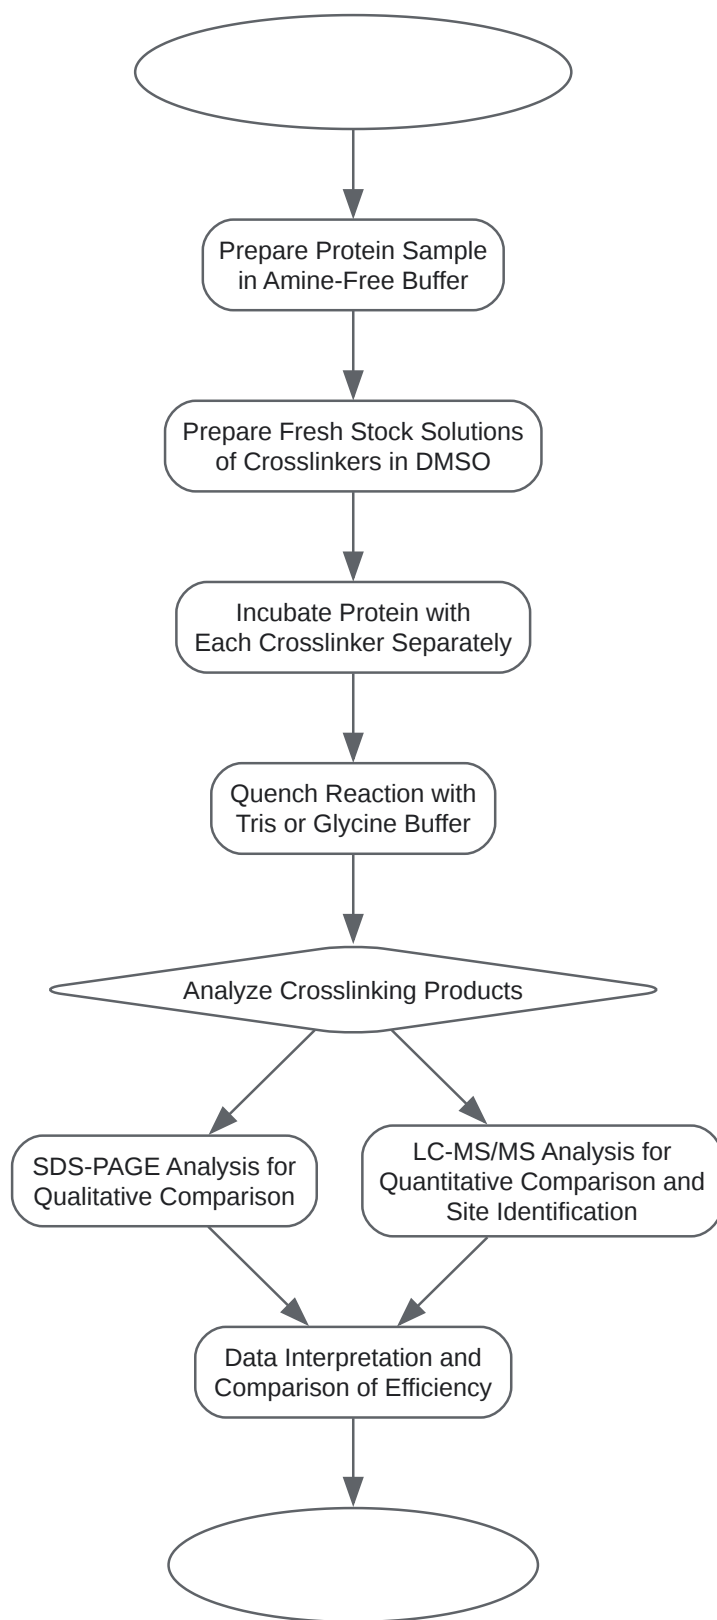 Prepare Protein Sample
in Amine-Free Buffer
Prepare Fresh Stock Solutions
of Crosslinkers in DMSO
Incubate Protein with
Each Crosslinker Separately
Quench Reaction with
Tris or Glycine Buffer
Analyze Crosslinking Products
SDS-PAGE Analysis for
Qualitative Comparison
LC-MS/MS Analysis for
Quantitative Comparison and
Site Identification
Data Interpretation and
Comparison of Efficiency